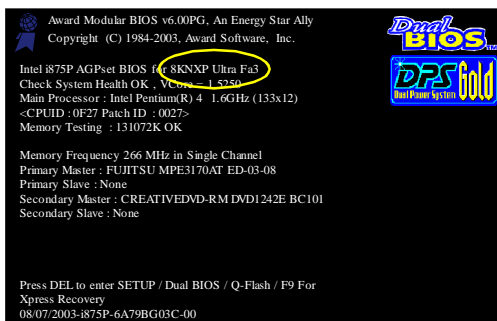 Award Modular BIOS v6.00PG, An Energy Star Ally
Copyright (C) 1984-2003, Award Software, Inc.
Dual BIOS TM
DPS Gold
Dual Power System
Intel i875P AGPset BIOS for 8KNXP Ultra Fa3
Check System Health OK , VCore = 1.5250
Main Processor : Intel Pentium(R) 4 1.6GHz (133x12)
<CPUID : 0F27 Patch ID : 0027>
Memory Testing : 131072K OK
Memory Frequency 266 MHz in Single Channel
Primary Master : FUJITSU MPE3170AT ED-03-08
Primary Slave : None
Secondary Master : CREATIVEDVD-RM DVD1242E BC101
Secondary Slave : None
Press DEL to enter SETUP / Dual BIOS / Q-Flash / F9 For
Xpress Recovery
08/07/2003-i875P-6A79BG03C-00